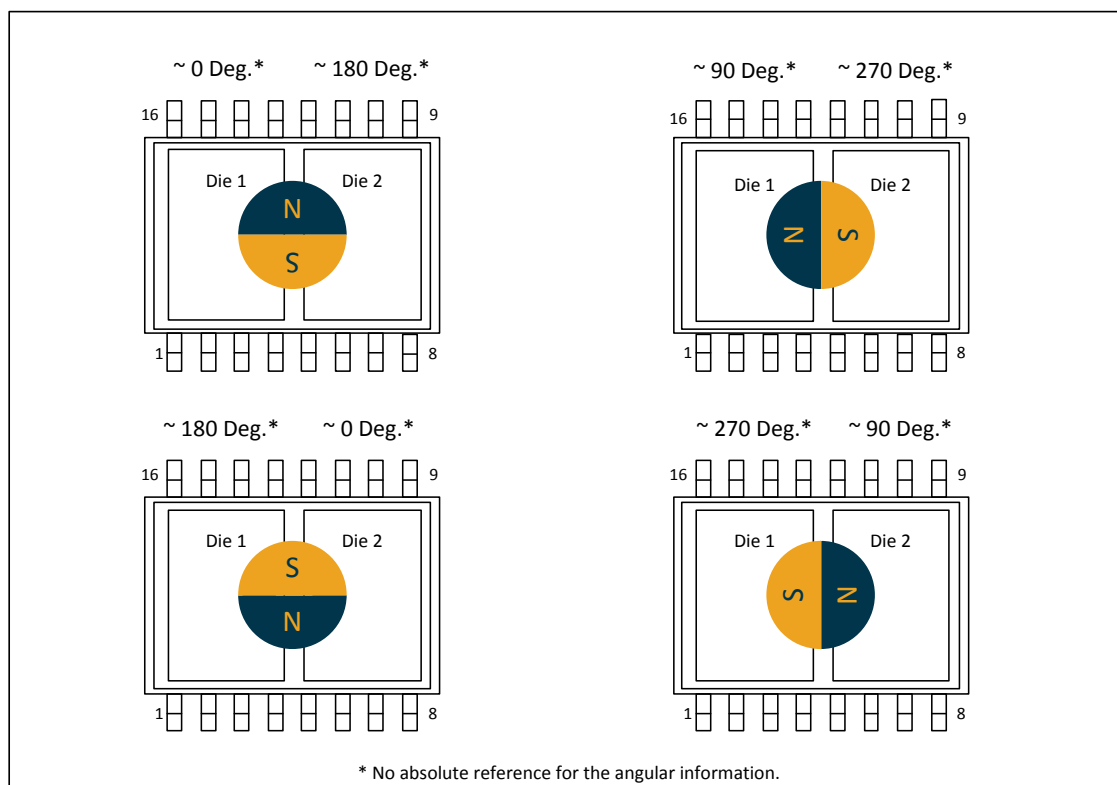 ~ 0 Deg.* ~ 180 Deg.* ~ 90 Deg.* ~ 270 Deg.*
16 9 16 9
Die 1 Die 2 Die 1 Die 2
N
N S
S
1 8 1 8
~ 180 Deg.* ~ 0 Deg.* ~ 270 Deg.* ~ 90 Deg.*
16 9 16 9
Die 1 Die 2 Die 1 Die 2
S
S N
N
1 8 1 8
* No absolute reference for the angular information.